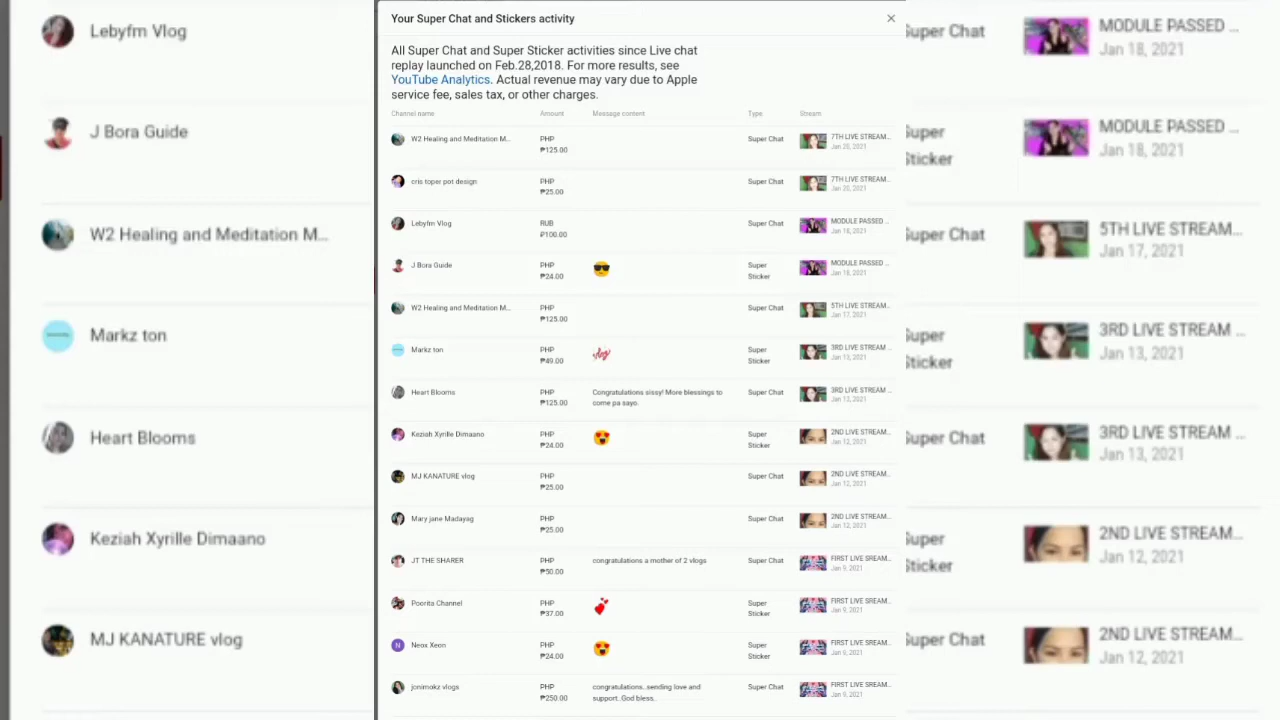 Lebyfm Vlog
J Bora Guide
W2 Healing and Meditation M...
Markz ton
Heart Blooms
Keziah Xyrille Dimaano
MJ KANATURE vlog
Your Super Chat and Stickers activity
All Super Chat and Super Sticker activities since Live chat
replay launched on Feb.28,2018. For more results, see
YouTube Analytics. Actual revenue may vary due to Apple
service fee, sales tax, or other charges.
Channel name Amount Message content Type Stream
W2 Healing and Meditation M... PHP Super Chat 7TH LIVE STREAM...
₱125.00 Jan 20, 2021
cris toper pot design PHP Super Chat 7TH LIVE STREAM...
₱25.00 Jan 20, 2021
Lebyfm Vlog RUB Super Chat MODULE PASSED ...
₽100.00 Jan 18, 2021
J Bora Guide PHP Super MODULE PASSED ...
₱24.00 Sticker Jan 18, 2021
W2 Healing and Meditation M... PHP Super Chat 5TH LIVE STREAM...
₱125.00 Jan 17, 2021
Markz ton PHP vlog Super 3RD LIVE STREAM ...
₱49.00 Sticker Jan 13, 2021
Heart Blooms PHP Congratulations sissy! More blessings to Super Chat 3RD LIVE STREAM ...
₱125.00 come pa sayo. Jan 13, 2021
Keziah Xyrille Dimaano PHP Super 2ND LIVE STREAM...
₱24.00 Sticker Jan 12, 2021
MJ KANATURE vlog PHP Super Chat 2ND LIVE STREAM...
₱25.00 Jan 12, 2021
Mary jane Madayag PHP Super Chat 2ND LIVE STREAM...
₱25.00 Jan 12, 2021
JT THE SHARER PHP congratulations a mother of 2 vlogs Super Chat FIRST LIVE SREAM...
₱50.00 Jan 9, 2021
Poorita Channel PHP Super FIRST LIVE SREAM...
₱37.00 Sticker Jan 9, 2021
N Neox Xeon PHP Super FIRST LIVE SREAM...
₱24.00 Sticker Jan 9, 2021
jonimokz vlogs PHP congratulations..sending love and Super Chat FIRST LIVE SREAM...
₱250.00 support..God bless.. Jan 9, 2021
Super Chat MODULE PASSED ...
Jan 18, 2021
Super MODULE PASSED ...
Sticker Jan 18, 2021
Super Chat 5TH LIVE STREAM...
Jan 17, 2021
Super 3RD LIVE STREAM ...
Sticker Jan 13, 2021
Super Chat 3RD LIVE STREAM ...
Jan 13, 2021
Super 2ND LIVE STREAM...
Sticker Jan 12, 2021
Super Chat 2ND LIVE STREAM...
Jan 12, 2021